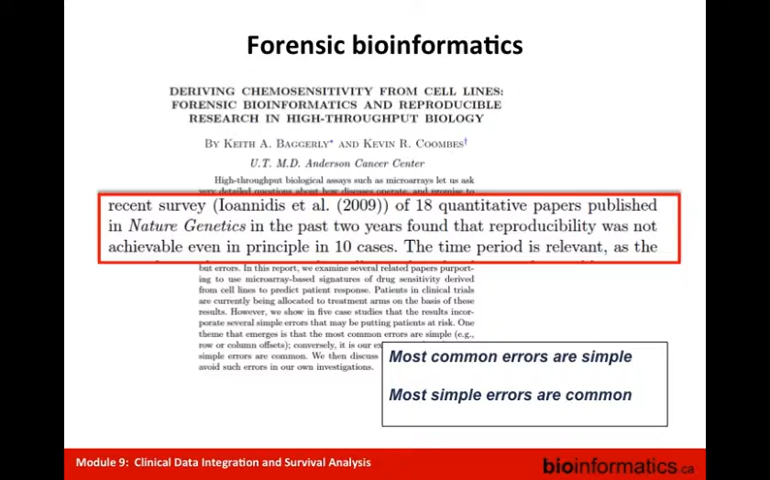 Forensic bioinformatics
DERIVING CHEMOSENSITIVITY FROM CELL LINES:
FORENSIC BIOINFORMATICS AND REPRODUCIBLE
RESEARCH IN HIGH-THROUGHPUT BIOLOGY
BY KEITH A. BAGGERLY* AND KEVIN R. COOMBES†
U.T. M.D. Anderson Cancer Center
High-throughput biological assays such as microarrays let us ask
very detailed questions about how diseases operate, and promise to
recent survey (Ioannidis et al. (2009)) of 18 quantitative papers published
in Nature Genetics in the past two years found that reproducibility was not
achievable even in principle in 10 cases. The time period is relevant, as the
but errors. In this report, we examine several related papers purport-
ing to use microarray-based signatures of drug sensitivity derived
from cell lines to predict patient response. Patients in clinical trials
are currently being allocated to treatment arms on the basis of these
results. However, we show in five case studies that the results incor-
porate several simple errors that may be putting patients at risk. One
theme that emerges is that the most common errors are simple (e.g.,
row or column offsets); conversely, it is our
simple errors are common. We then discuss
avoid such errors in our own investigations.
Most common errors are simple
Most simple errors are common
Module 9: Clinical Data Integration and Survival Analysis
bioinformatics.ca